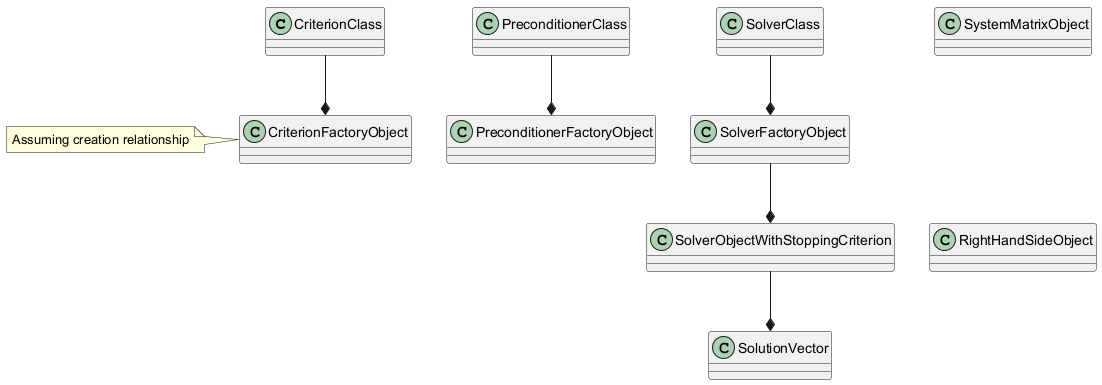 C CriterionClass
C PreconditionerClass
C SolverClass
C SystemMatrixObject
Assuming creation relationship
C CriterionFactoryObject
C PreconditionerFactoryObject
C SolverFactoryObject
C SolverObjectWithStoppingCriterion
C RightHandSideObject
C SolutionVector